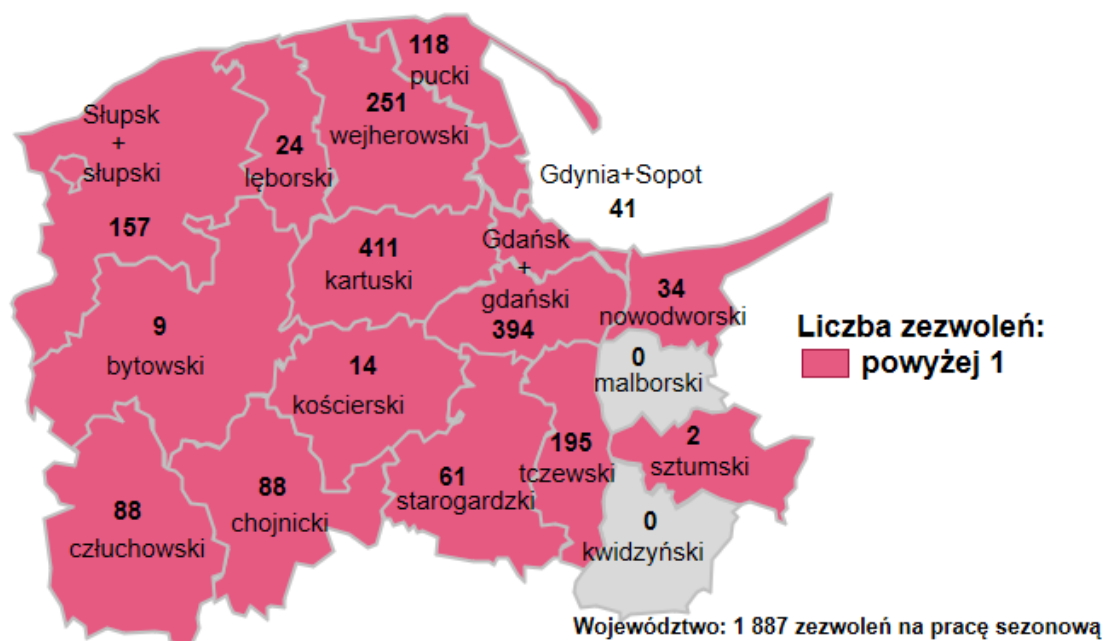 118
pucki
251
wejherowski
Słupsk
+
słupski
157
24
lęborski
Gdynia+Sopot
41
411
kartuski
Gdańsk
+
gdański
394
34
nowodworski
Liczba zezwoleń:
powyżej 1
9
bytowski
14
kościerski
0
malborski
195
tczewski
2
sztumski
61
starogardzki
88
chojnicki
88
człuchowski
0
kwidzyński
Województwo: 1 887 zezwoleń na pracę sezonową